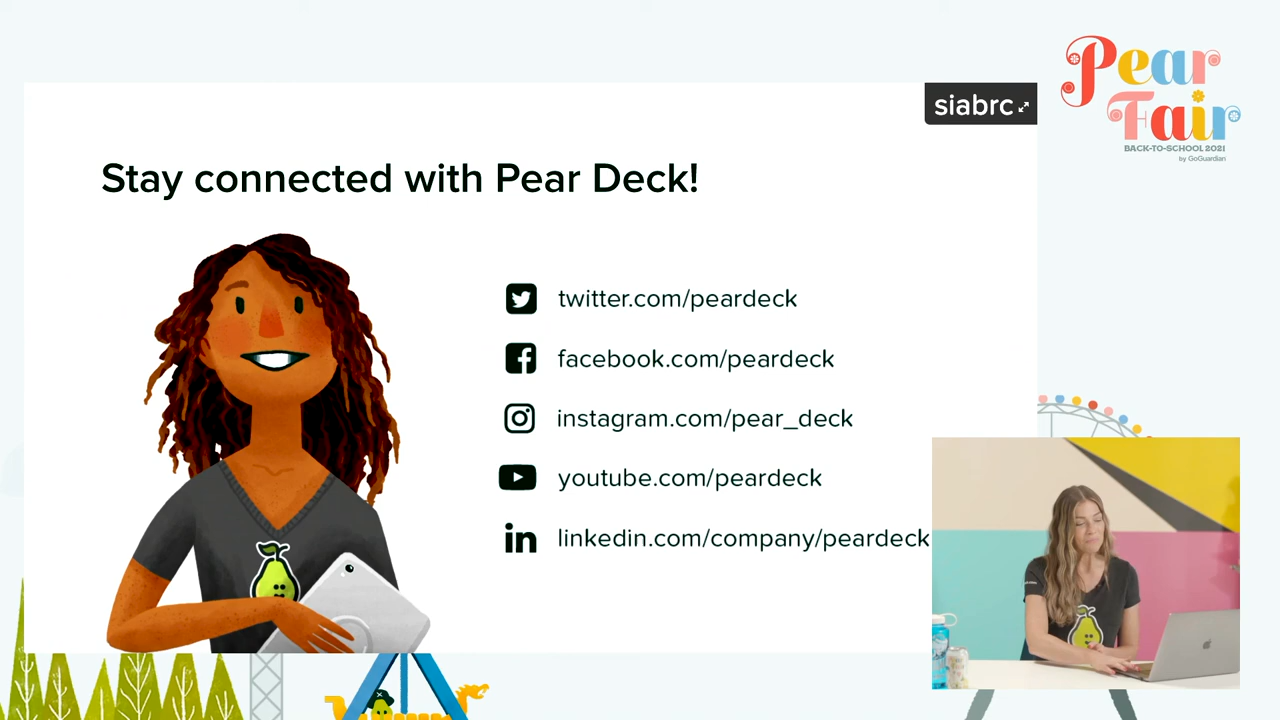 siabrc
Pear
Fair
BACK-TO-SCHOOL 2021
by GoGuardian
Stay connected with Pear Deck!
twitter.com/peardeck
facebook.com/peardeck
instagram.com/pear_deck
youtube.com/peardeck
in linkedin.com/company/peardeck